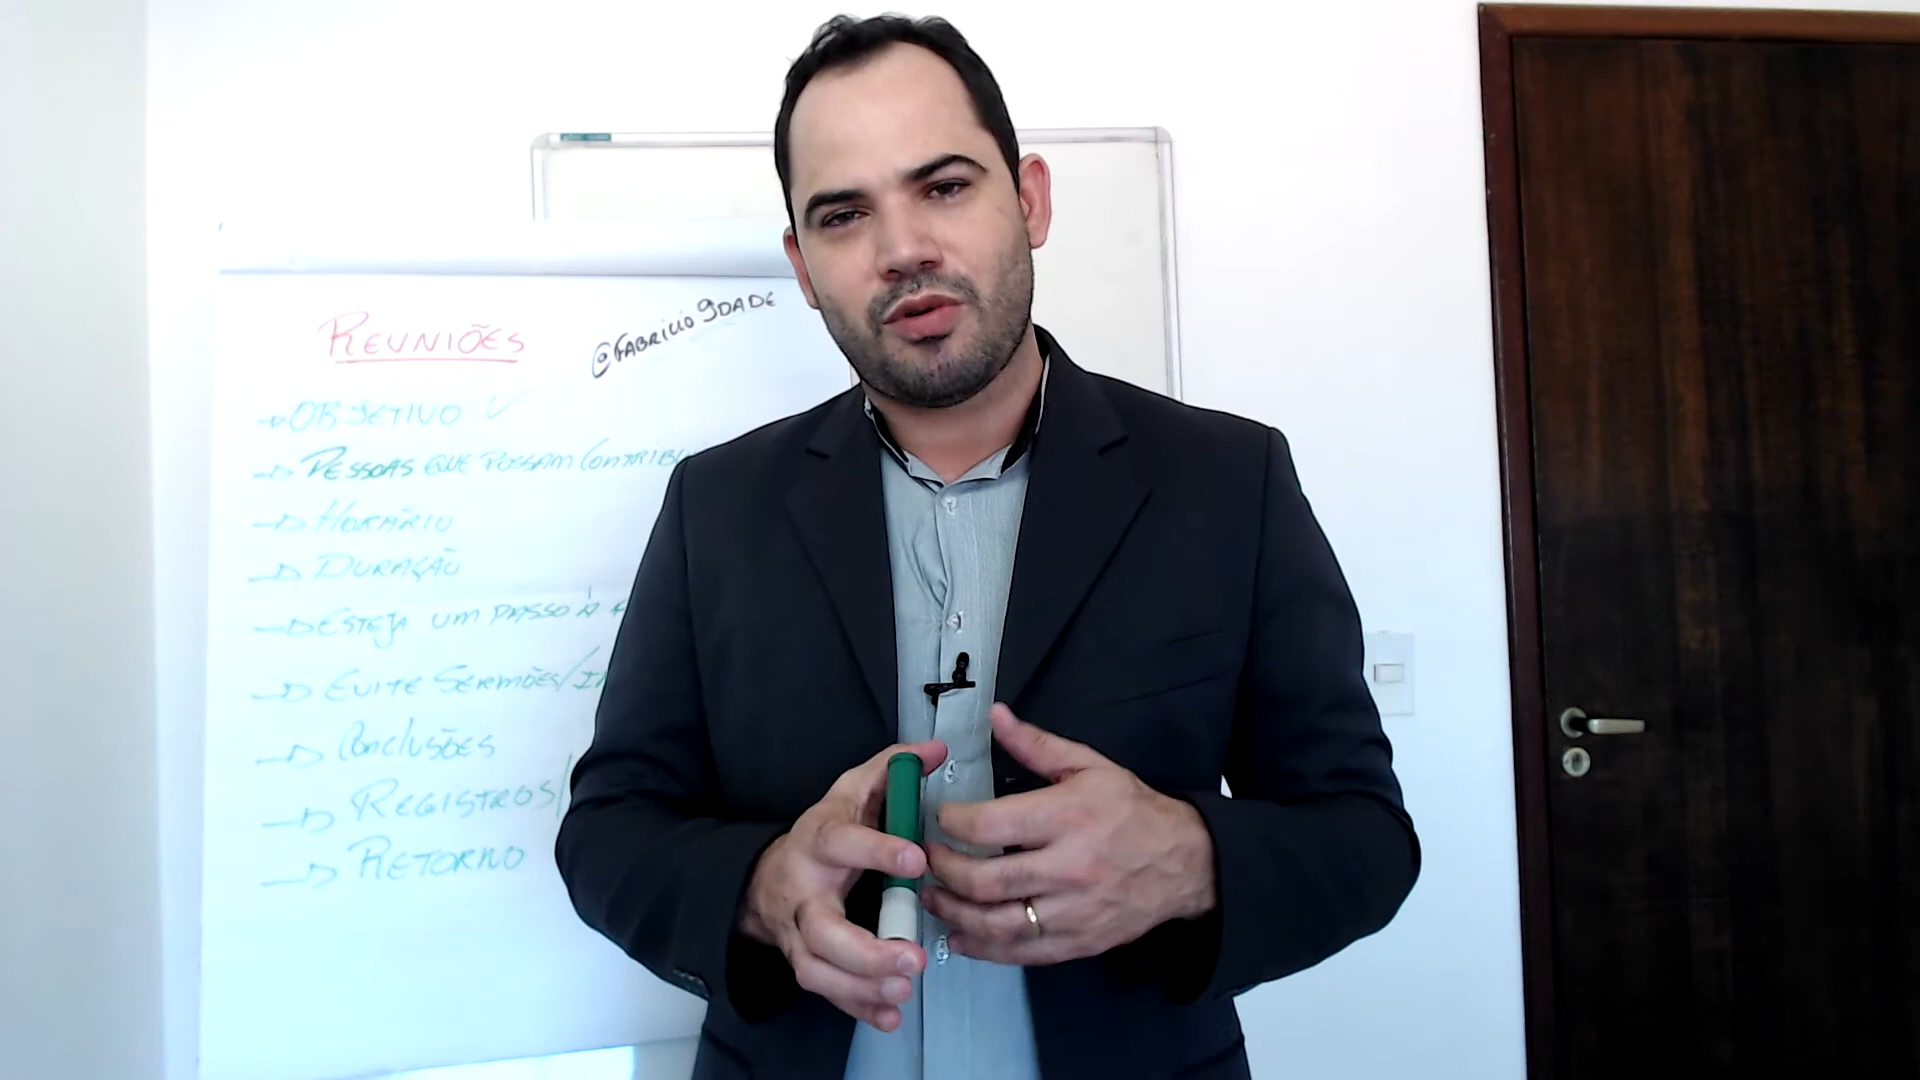 REUNIÕES
@FABRICIO9DADE
→ OBJETIVO ✓
→ PESSOAS QUE POSSAM CONTRIBU
→ HORÁRIO
→ DURAÇÃO
→ ESTEJA UM PASSO À
→ EVITE SERMÕES/
→ CONCLUSÕES
→ REGISTROS/
→ RETORNO